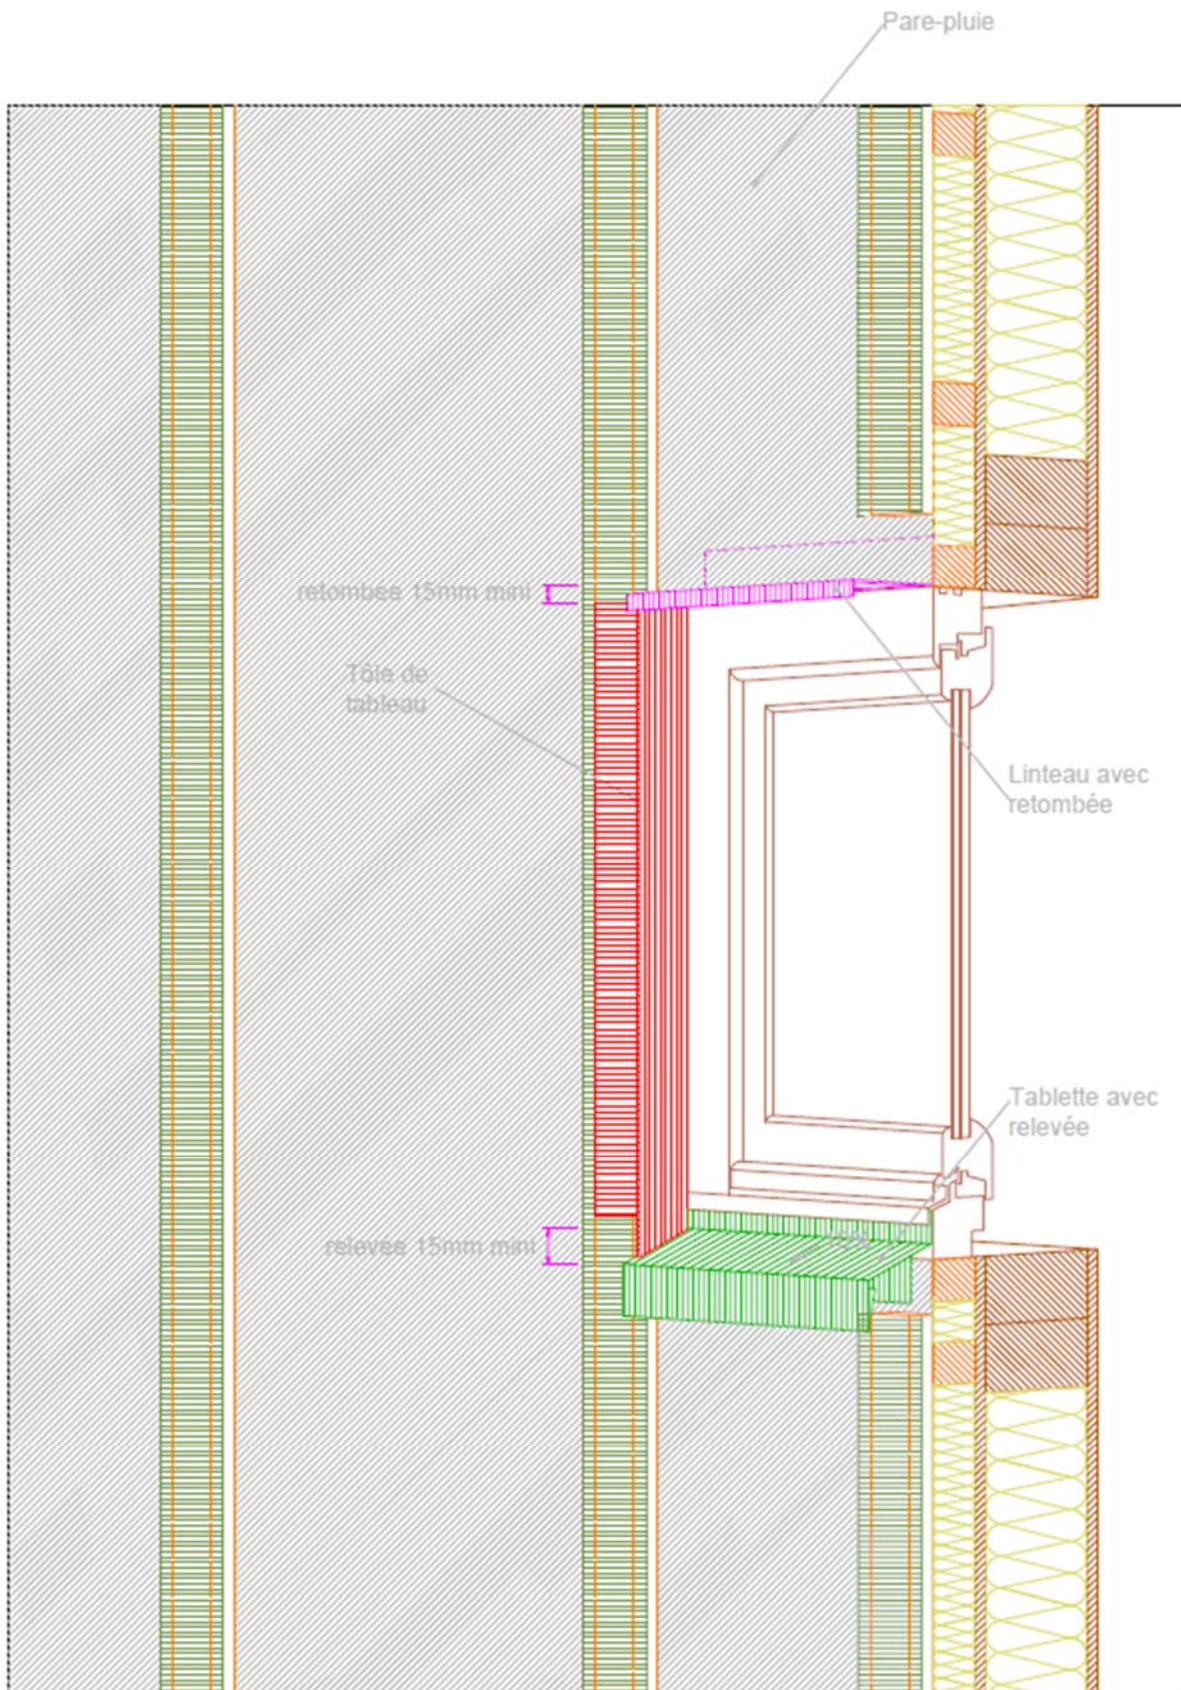 Pare-pluie
retombée 15mm mini
Tôle de
tableau
Linteau avec
retombée
Tablette avec
relevée
relevée 15mm mini